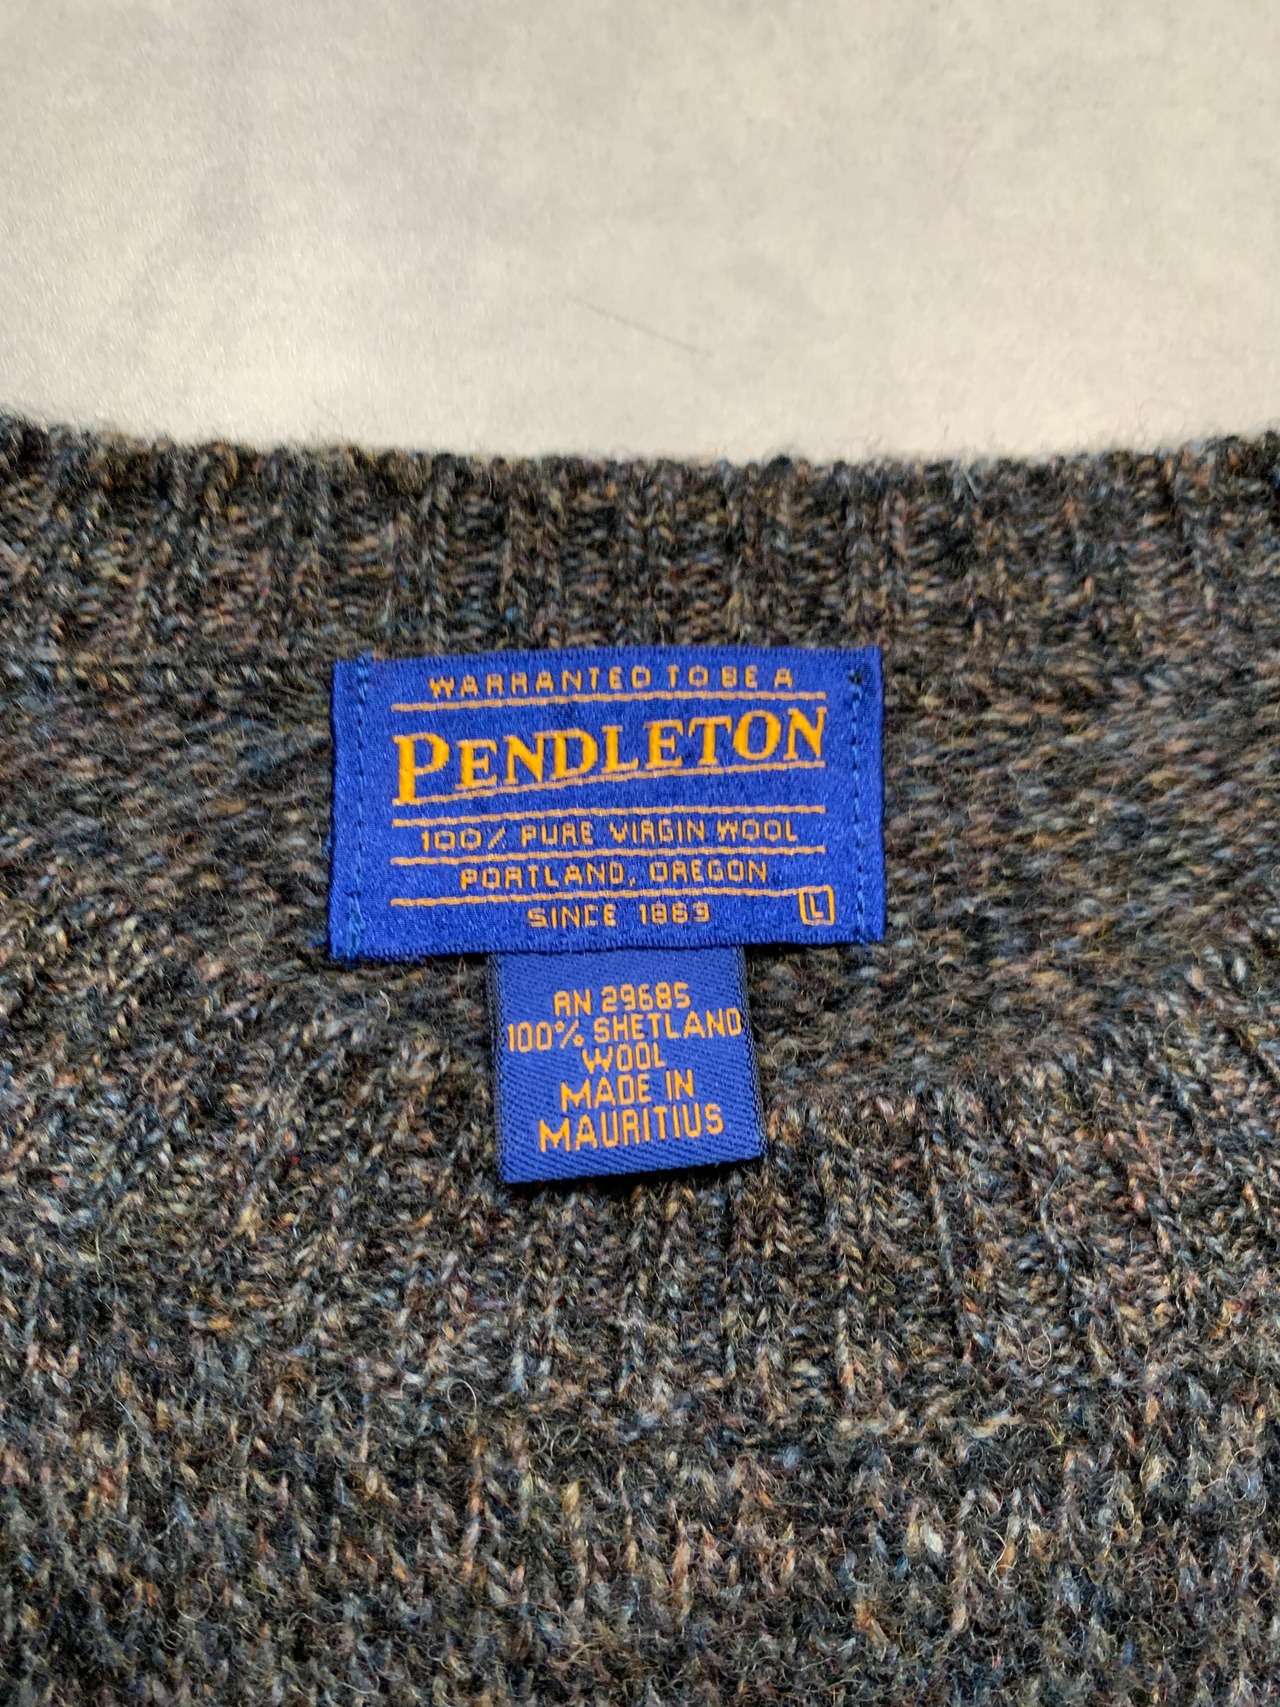 WARRANTED TO BE A
PENDLETON
100% PURE VIRGIN WOOL
PORTLAND, OREGON
SINCE 1863
L
RN 29685
100% SHETLAND
WOOL
MADE IN
MAURITIUS